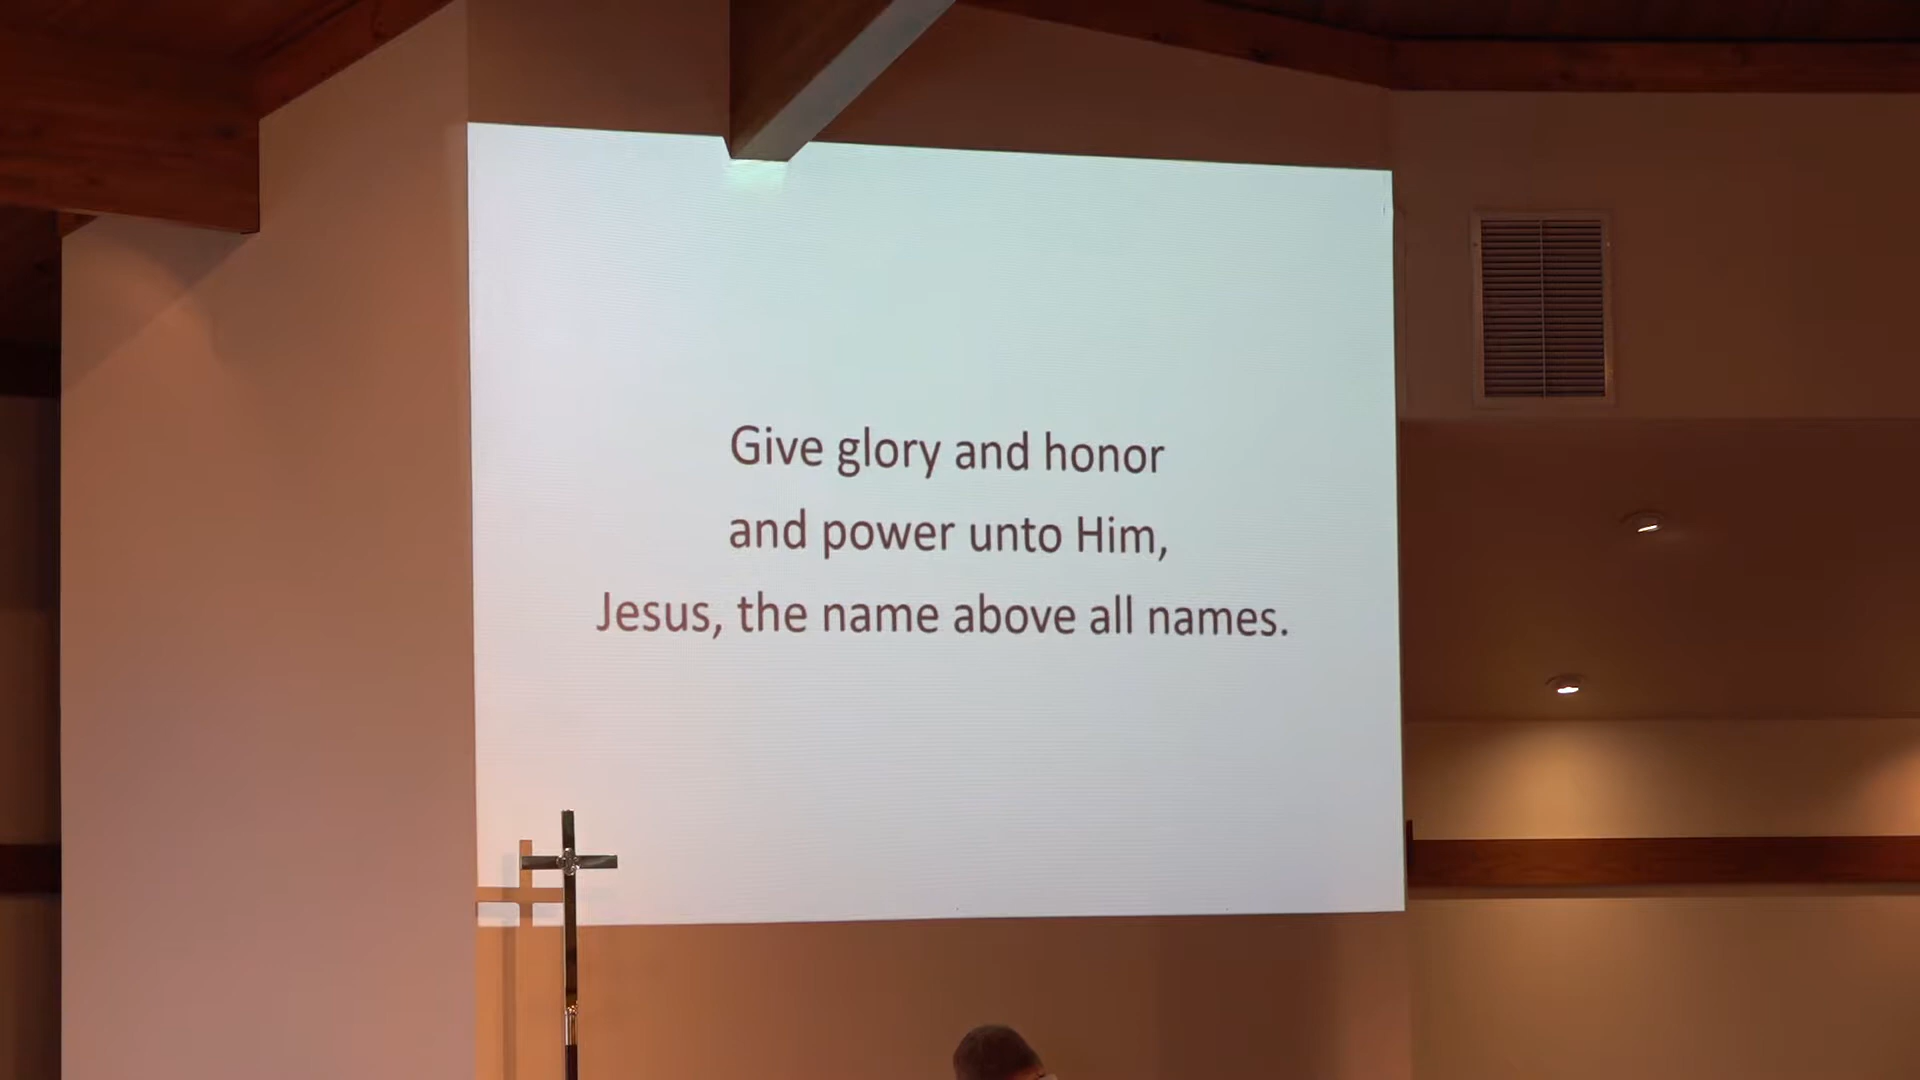 Give glory and honor
and power unto Him,
Jesus, the name above all names.